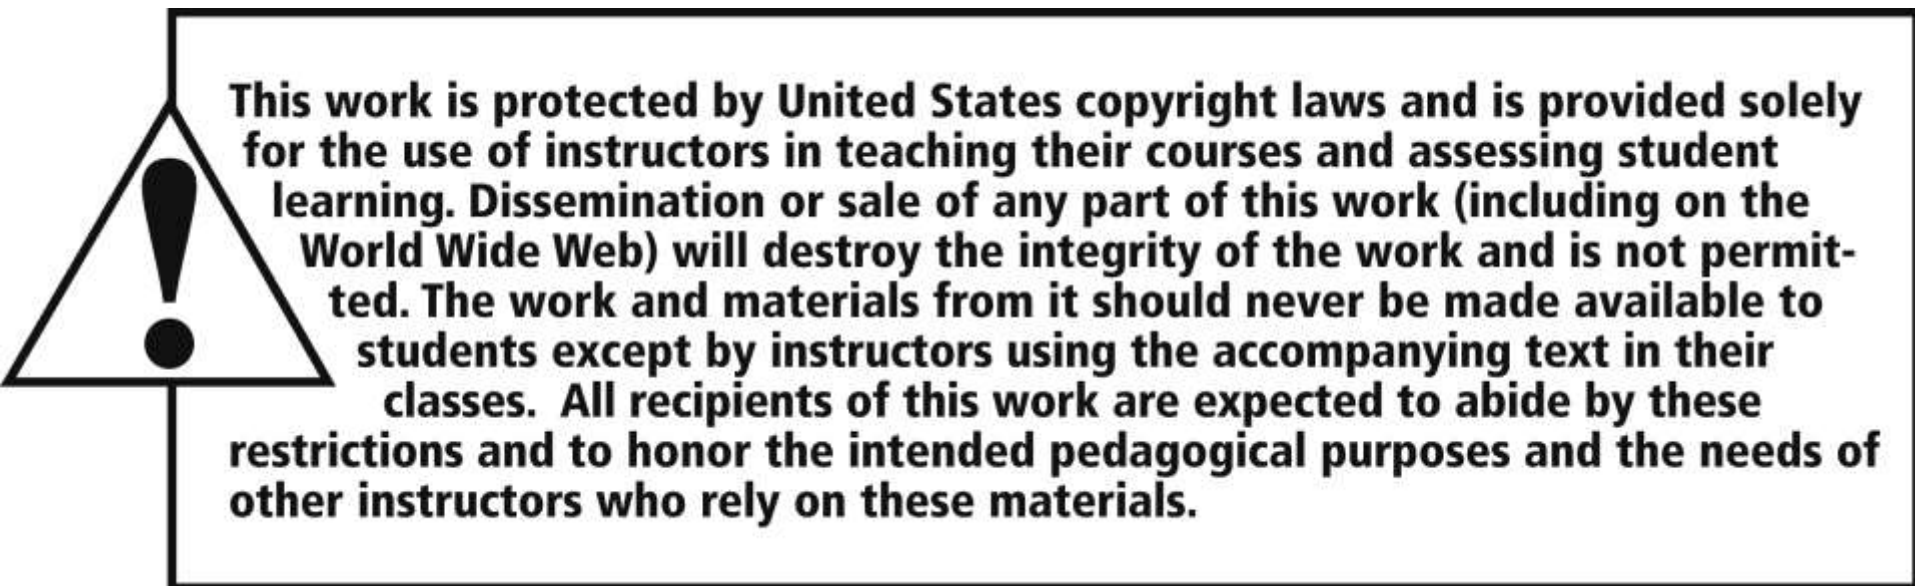 This work is protected by United States copyright laws and is provided solely
for the use of instructors in teaching their courses and assessing student
learning. Dissemination or sale of any part of this work (including on the
World Wide Web) will destroy the integrity of the work and is not permit-
ted. The work and materials from it should never be made available to
students except by instructors using the accompanying text in their
classes. All recipients of this work are expected to abide by these
restrictions and to honor the intended pedagogical purposes and the needs of
other instructors who rely on these materials.